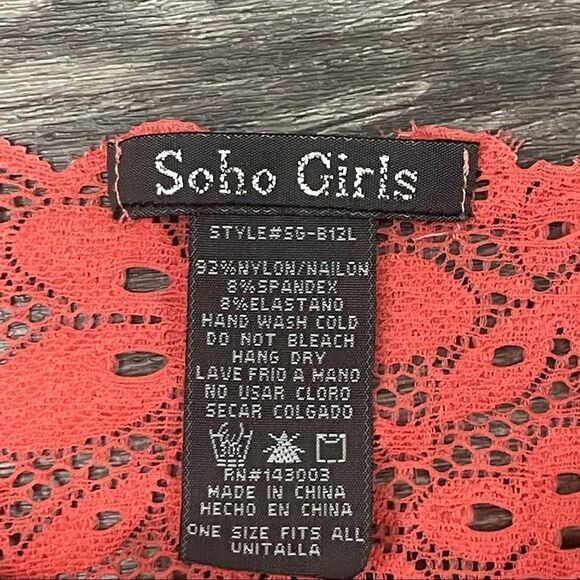 Soho Girls
STYLE#SG-B12L
92%NYLON/NAILON
8%SPANDEX
8%ELASTANO
HAND WASH COLD
DO NOT BLEACH
HANG DRY
LAVE FRIO A HANO
NO USAR CLORO
SECAR COLGADO
RN#143003
MADE IN CHINA
HECHO EN CHINA
ONE SIZE FITS ALL
UNITALLA